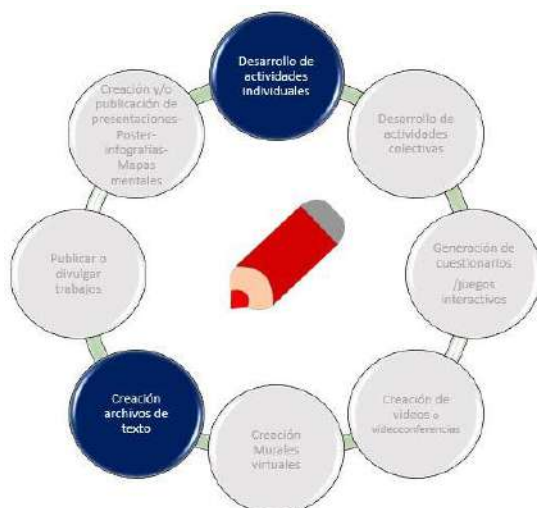 Desarrollo de
actividades
individuales
Desarrollo de
actividades
colectivas
Generación de
cuestionarios
/juegos
interactivos
Creación de
videos o
videoconferencias
Creación
Murales
virtuales
Creación
archivos de
texto
Publicar o
divulgar
trabajos
Creación y/o
publicación de
presentaciones-
Poster-
infografías-
Mapas
mentales